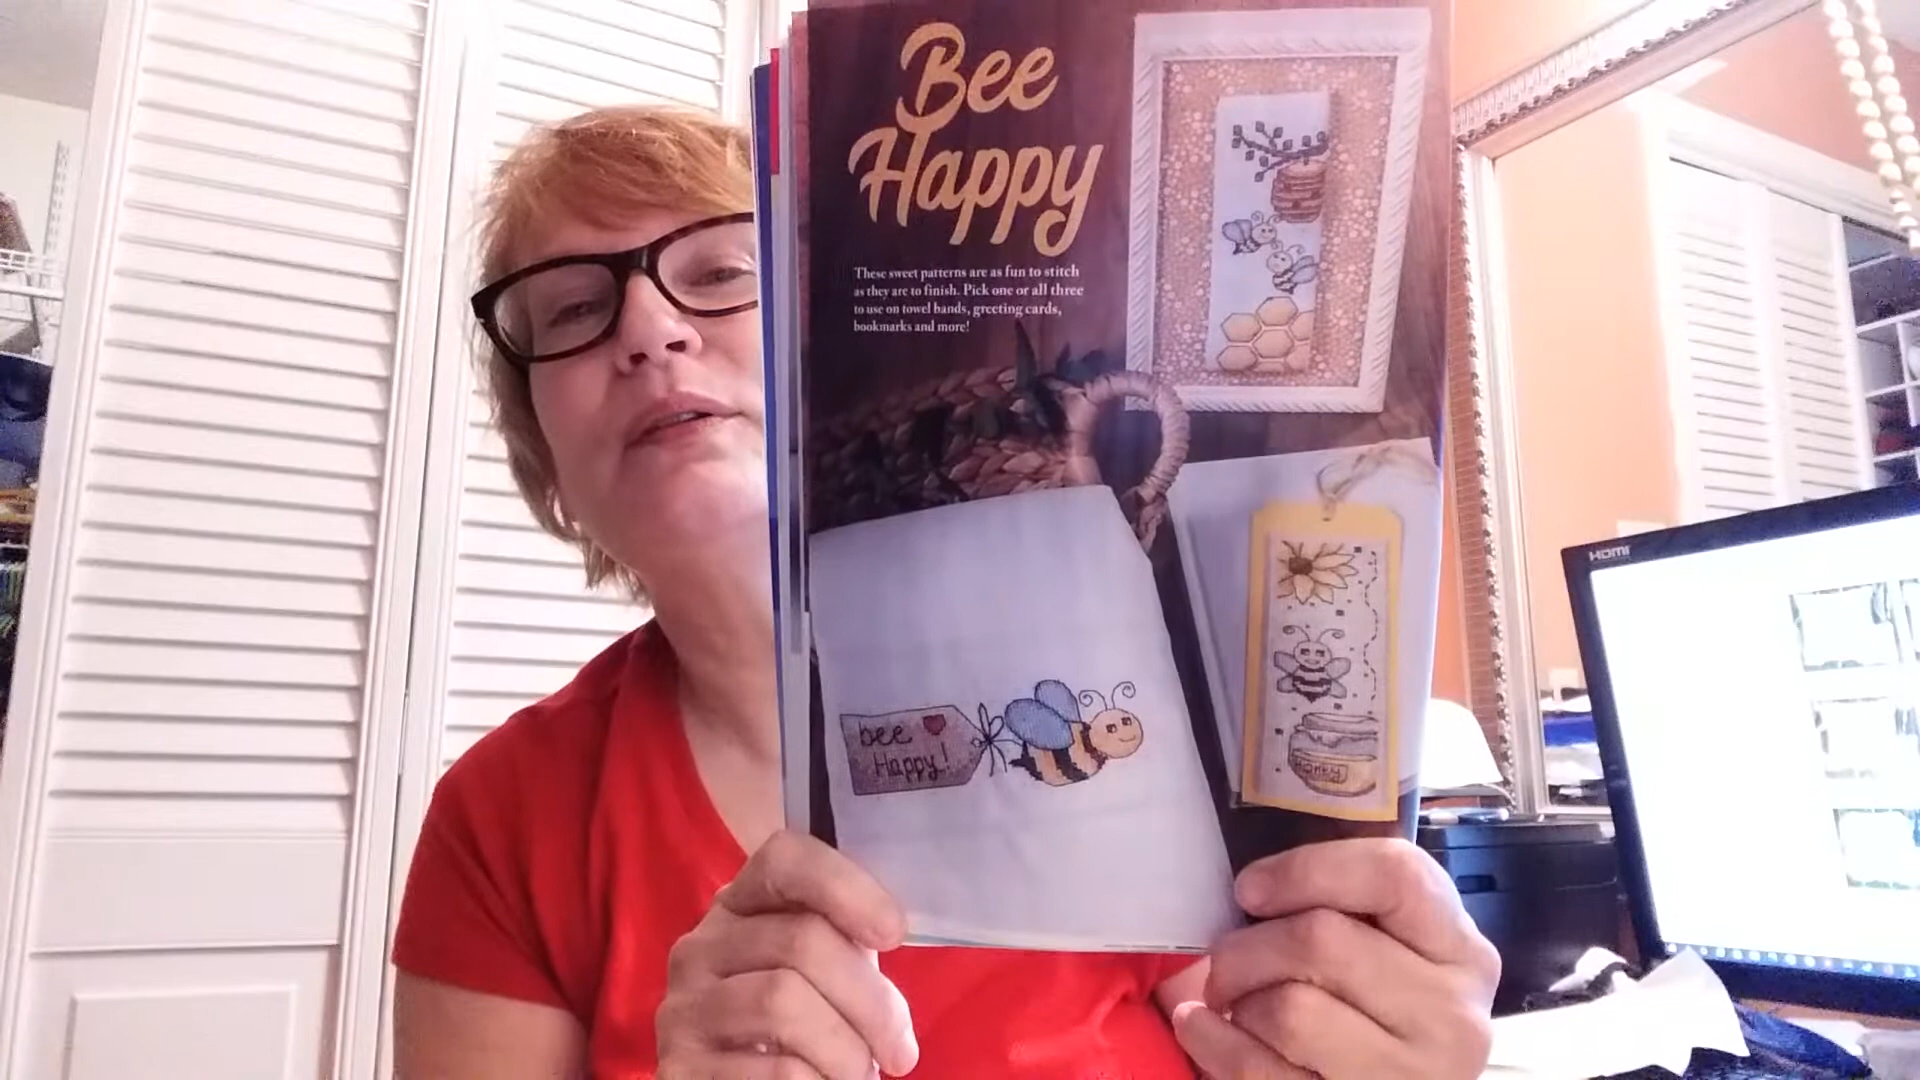 Bee
Happy
These sweet patterns are as fun to stitch
as they are to finish. Pick one or all three
to use on towel bands, greeting cards,
bookmarks and more!
bee
Happy!
Honey
HDMI